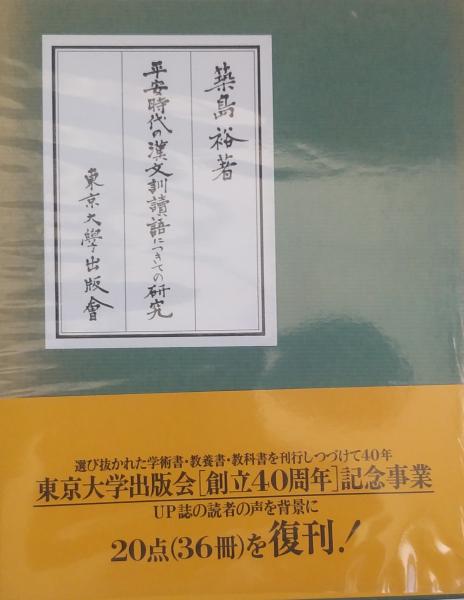 築島裕著
平安時代の漢文訓讀語につきての研究
東京大學出版會
選び抜かれた学術書・教養書・教科書を刊行しつづけて40年
東京大学出版会[創立40周年]記念事業
UP誌の読者の声を背景に
20点(36冊)を復刊!